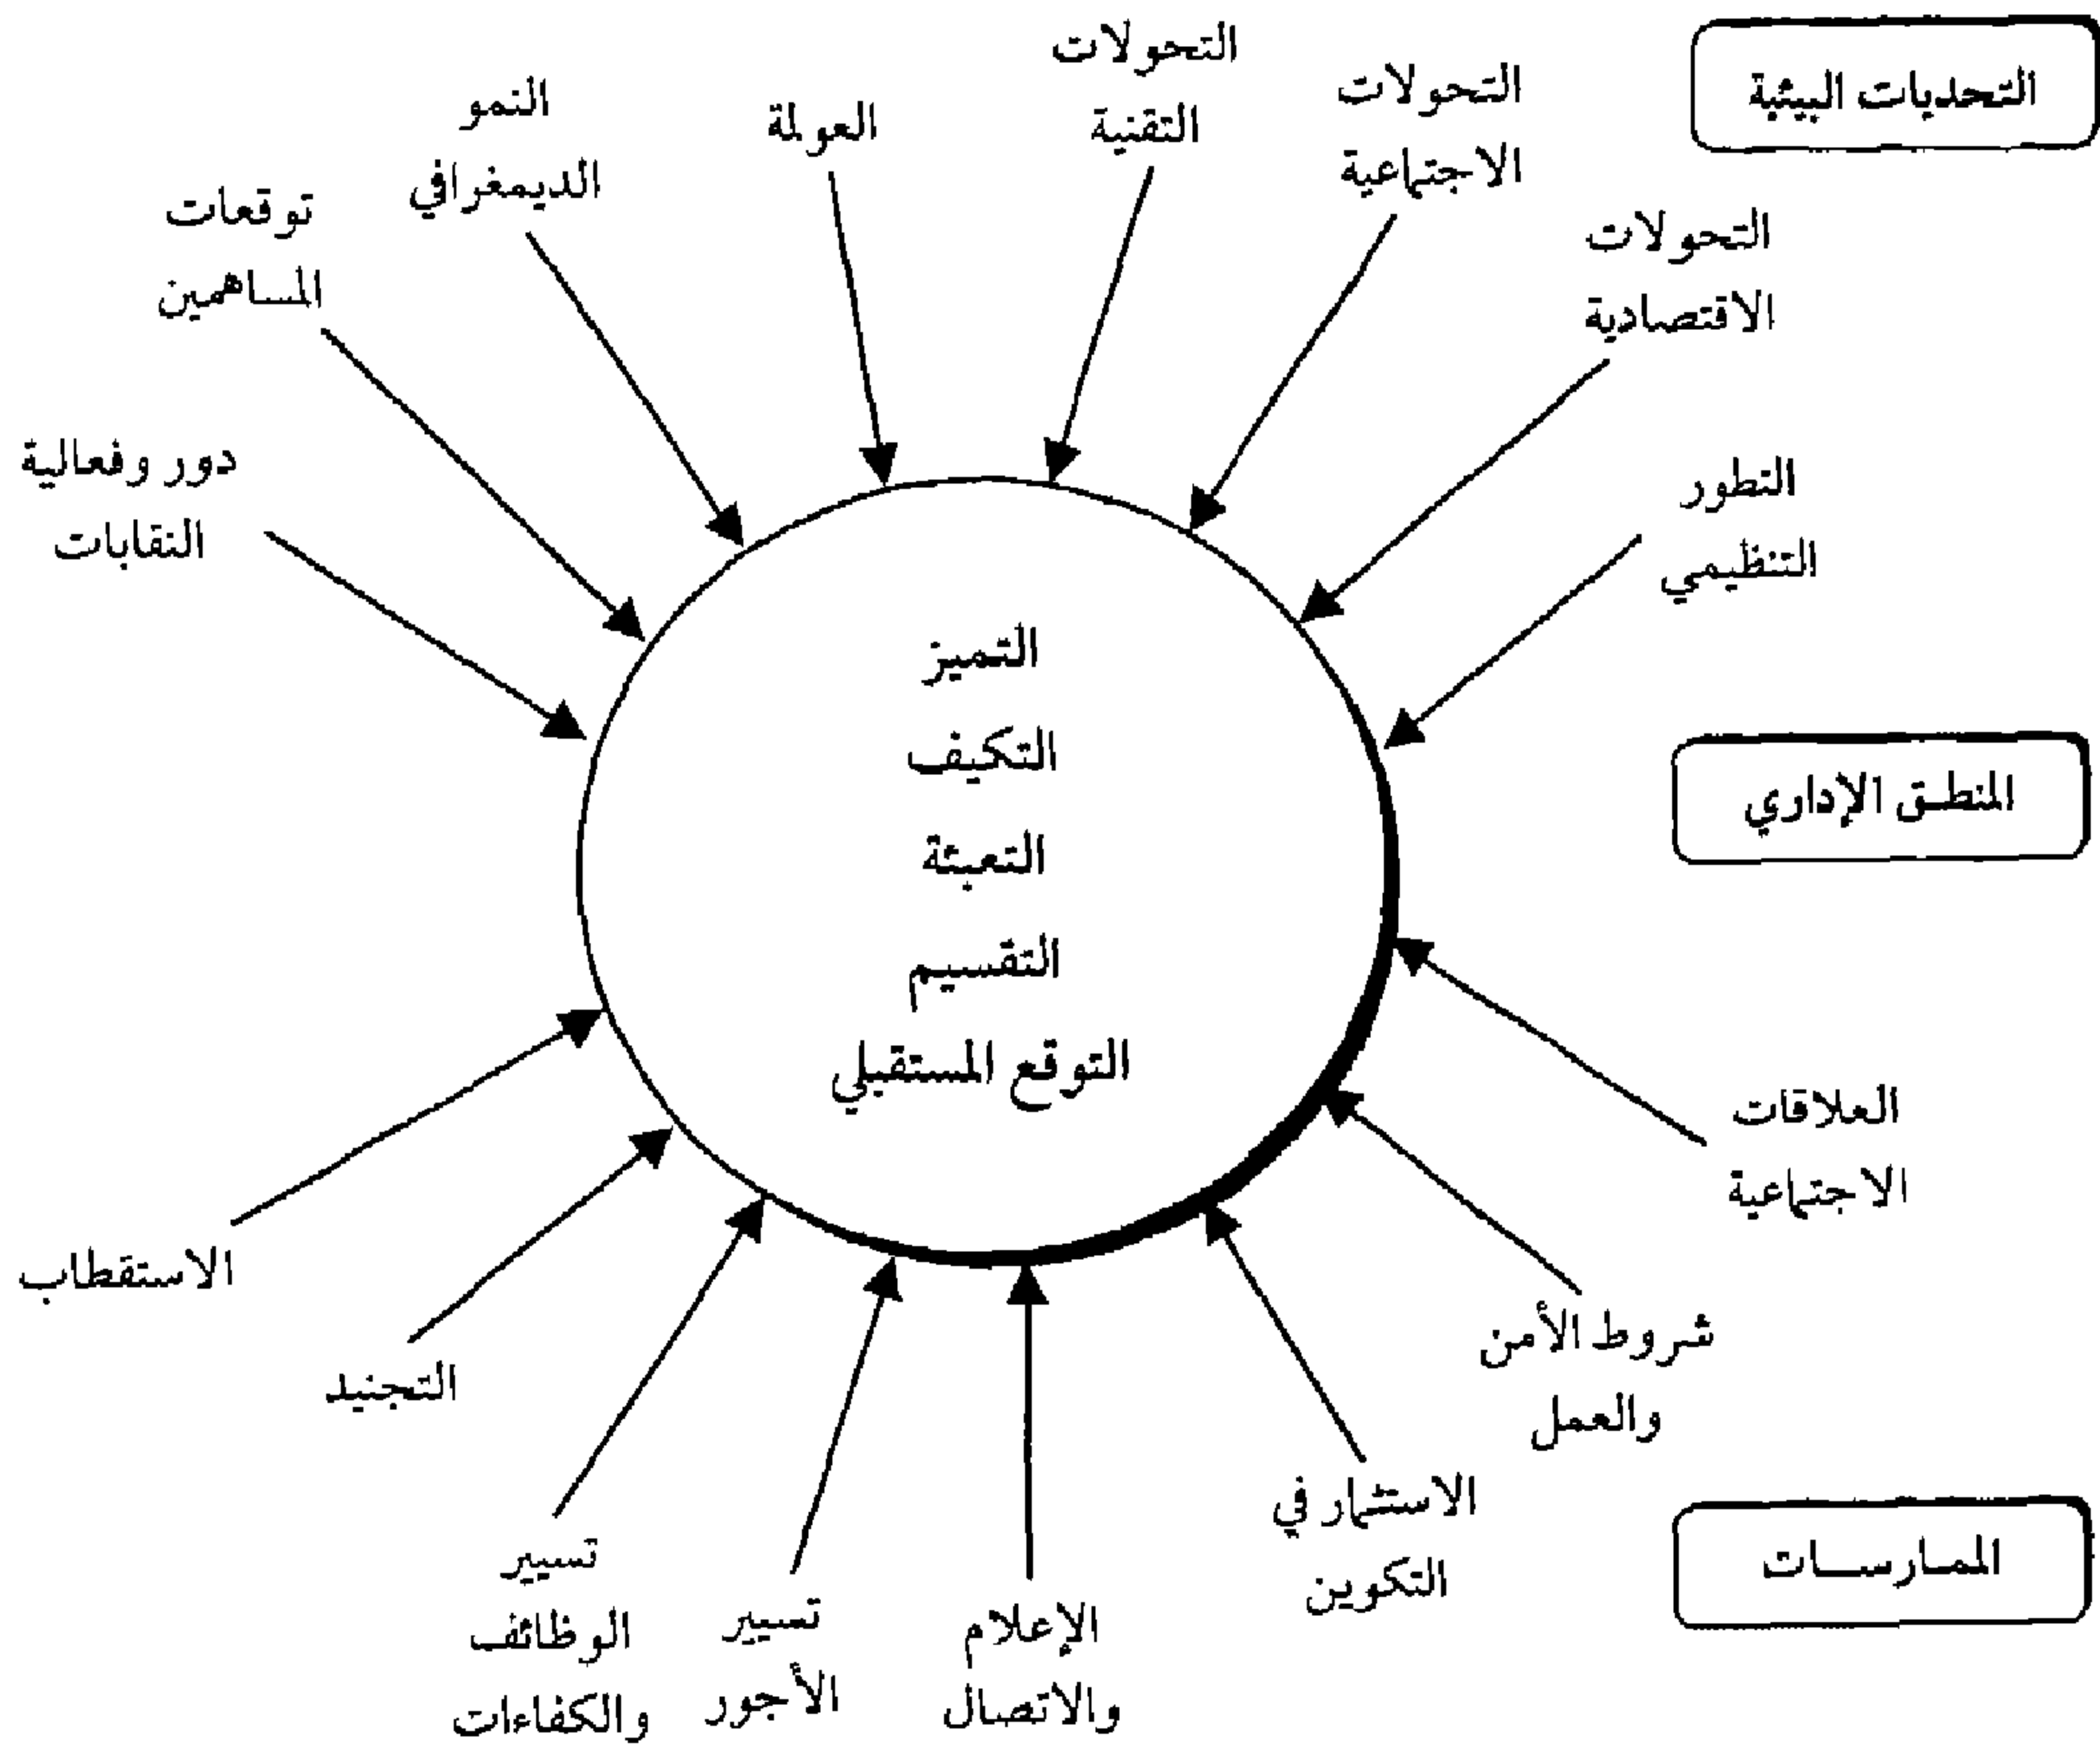 التحديات البيئية
التحولات
الاقتصادية
التحولات
الاجتماعية
التحولات
التقنية
العولمة
النمو
الديمغرافي
توقعات
المساهمين
دور وفعالية
النقابات
التطور
التنظيمي
المنطق الإداري
التميز
التكيف
التعبئة
التقسيم
التوقع المستقبلي
العلاقات
الاجتماعية
شروط الأمن
والعمل
الاستثمار في
التكوين
الإعلام
والاتصال
تسيير
الأجور
تسيير
الوظائف
والكفاءات
التجنيد
الاستقطاب
الممارسات